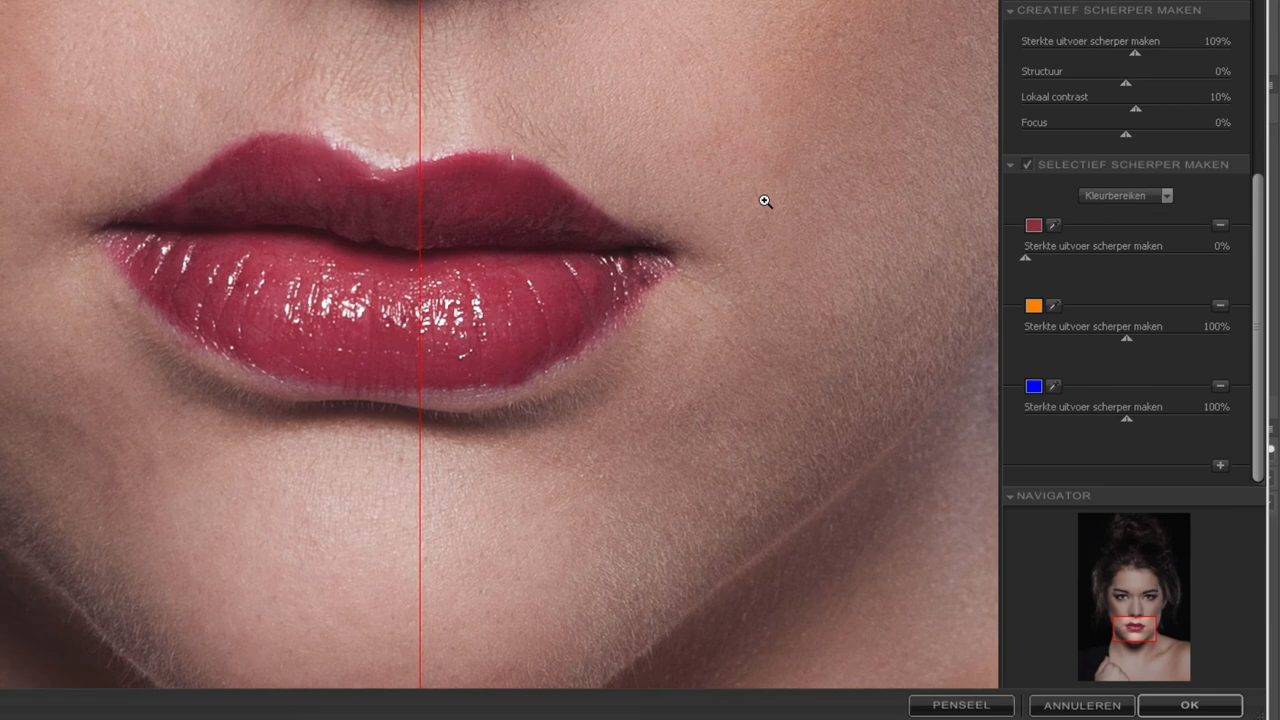 CREATIEF SCHERPER MAKEN
Sterkte uitvoer scherper maken 109%
Structuur 0%
Lokaal contrast 10%
Focus 0%
SELECTIEF SCHERPER MAKEN
Kleurbereiken
Sterkte uitvoer scherper maken 0%
Sterkte uitvoer scherper maken 100%
Sterkte uitvoer scherper maken 100%
NAVIGATOR
PENSEEL ANNULEREN OK